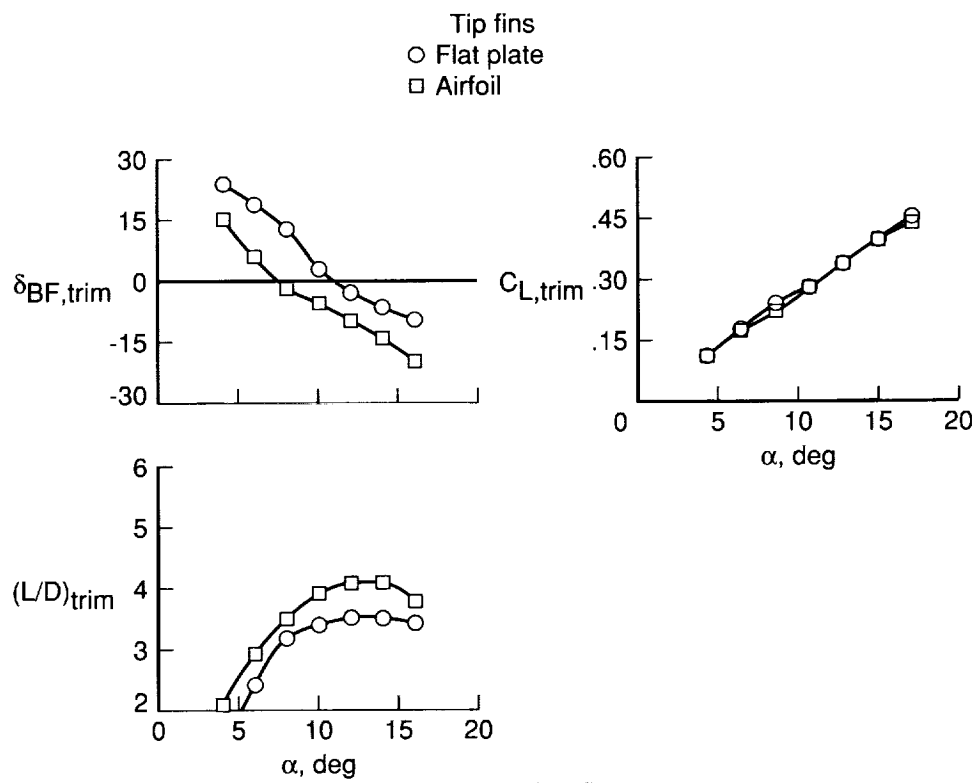 Tip fins
Flat plate
Airfoil
30
15
0
-15
-30
δBF,trim
.60
.45
.30
.15
0
CL,trim
5 10 15 20
α, deg
6
5
4
3
2
(L/D)trim
0 5 10 15 20
α, deg